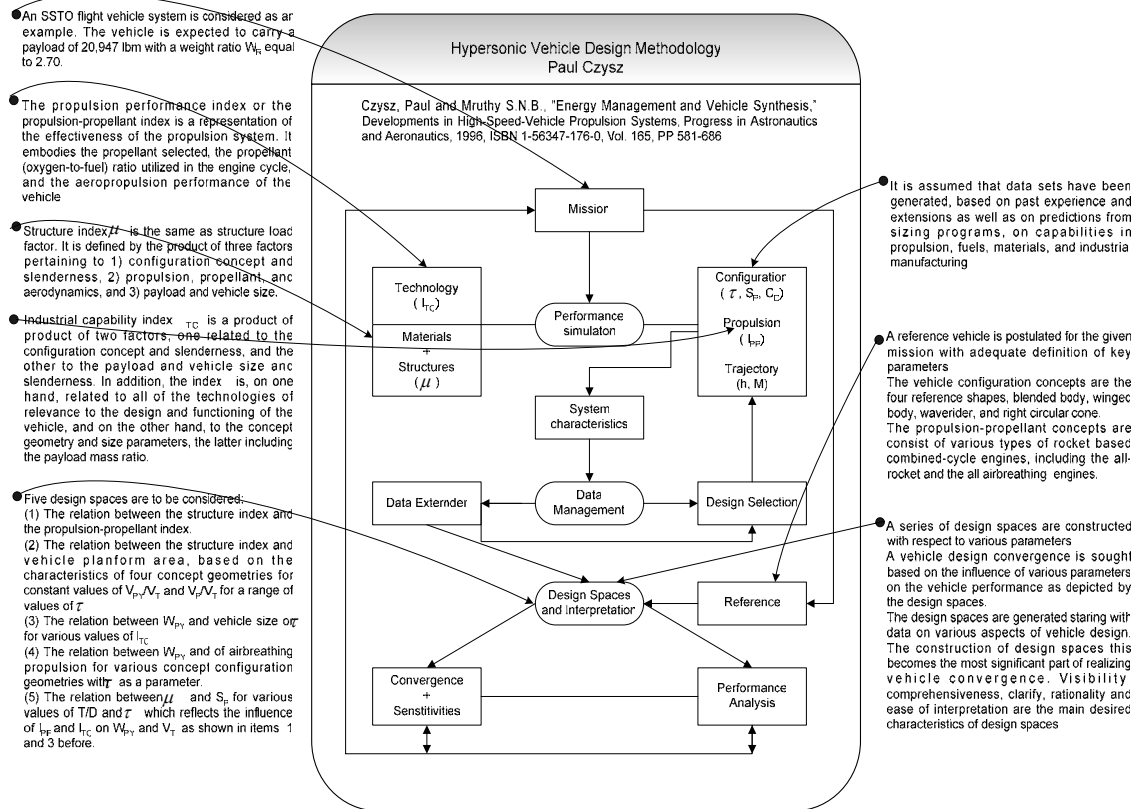 An SSTO flight vehicle system is considered as an
example. The vehicle is expected to carry a
payload of 20,947 lbm with a weight ratio W_R equal
to 2.70.
The propulsion performance index or the
propulsion-propellant index is a representation of
the effectiveness of the propulsion system. It
embodies the propellant selected, the propellant
(oxygen-to-fuel) ratio utilized in the engine cycle,
and the aeropropulsion performance of the
vehicle
Structure index μ is the same as structure load
factor. It is defined by the product of three factors
pertaining to 1) configuration concept and
slenderness, 2) propulsion, propellant, and
aerodynamics, and 3) payload and vehicle size.
Industrial capability index TC is a product of
product of two factors, one related to the
configuration concept and slenderness, and the
other to the payload and vehicle size and
slenderness. In addition, the index is, on one
hand, related to all of the technologies of
relevance to the design and functioning of the
vehicle, and on the other hand, to the concept
geometry and size parameters, the latter including
the payload mass ratio.
Five design spaces are to be considered:
(1) The relation between the structure index and
the propulsion-propellant index.
(2) The relation between the structure index and
vehicle planform area, based on the
characteristics of four concept geometries for
constant values of V_PY/V_T and V_P/V_T for a range of
values of τ
(3) The relation between W_PY and vehicle size or τ
for various values of I_TC
(4) The relation between W_PY and of airbreathing
propulsion for various concept configuration
geometries with τ as a parameter.
(5) The relation between μ and S_P for various
values of T/D and τ which reflects the influence
of I_PF and I_TC on W_PY and V_T as shown in items 1
and 3 before.
Hypersonic Vehicle Design Methodology
Paul Czysz
Czysz, Paul and Mruthy S.N.B., "Energy Management and Vehicle Synthesis,"
Developments in High-Speed-Vehicle Propulsion Systems, Progress in Astronautics
and Aeronautics, 1996, ISBN 1-56347-176-0, Vol. 165, PP 581-686
Mission
Technology
(I_TC)
Materials
+
Structures
(μ)
Performance
simulaton
Configuration
(τ, S_P, C_D)
Propulsion
(I_PP)
Trajectory
(h, M)
System
characteristics
Data Externder
Data
Management
Design Selection
Design Spaces
and Interpretation
Reference
Convergence
+
Senstitivities
Performance
Analysis
It is assumed that data sets have been
generated, based on past experience and
extensions as well as on predictions from
sizing programs, on capabilities in
propulsion, fuels, materials, and industria
manufacturing
A reference vehicle is postulated for the given
mission with adequate definition of key
parameters
The vehicle configuration concepts are the
four reference shapes, blended body, winged
body, waverider, and right circular cone.
The propulsion-propellant concepts are
consist of various types of rocket based
combined-cycle engines, including the all-
rocket and the all airbreathing engines.
A series of design spaces are constructed
with respect to various parameters
A vehicle design convergence is sought
based on the influence of various parameters
on the vehicle performance as depicted by
the design spaces.
The design spaces are generated staring with
data on various aspects of vehicle design.
The construction of design spaces this
becomes the most significant part of realizing
vehicle convergence. Visibility
comprehensiveness, clarify, rationality and
ease of interpretation are the main desired
characteristics of design spaces